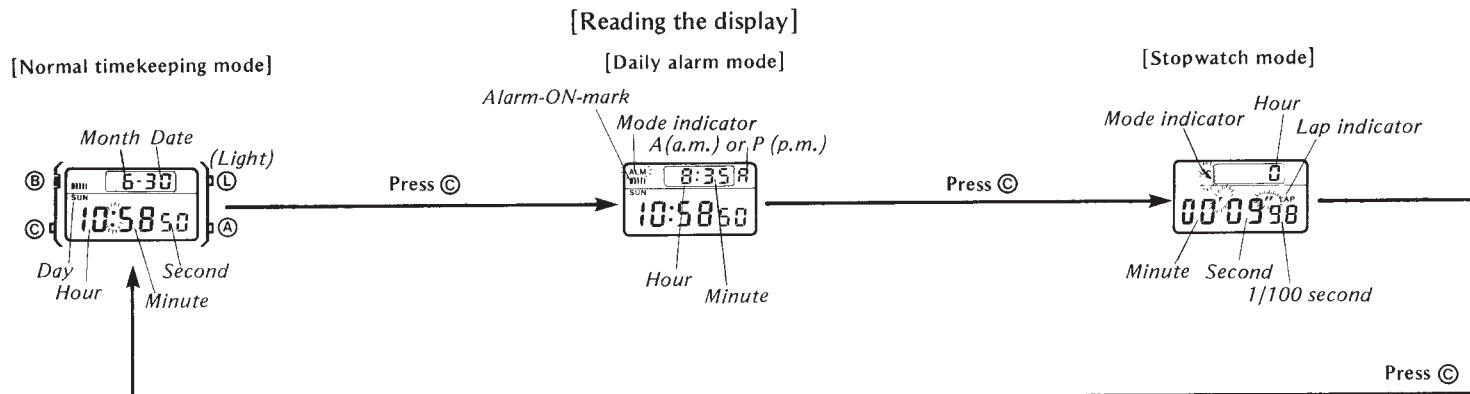 [Reading the display]
[Normal timekeeping mode]
Month Date
(Light)
Ⓑ
6-30
Ⓛ
SUN
10:58 50
Ⓒ
Ⓐ
Day
Second
Hour
Minute
Press Ⓒ
[Daily alarm mode]
Alarm-ON-mark
Mode indicator
A (a.m.) or P (p.m.)
ALM
8:35 A
SUN
10:58 50
Hour
Minute
Press Ⓒ
[Stopwatch mode]
Hour
Mode indicator
Lap indicator
0
LAP
00'09"98
Minute
Second
1/100 second
Press Ⓒ